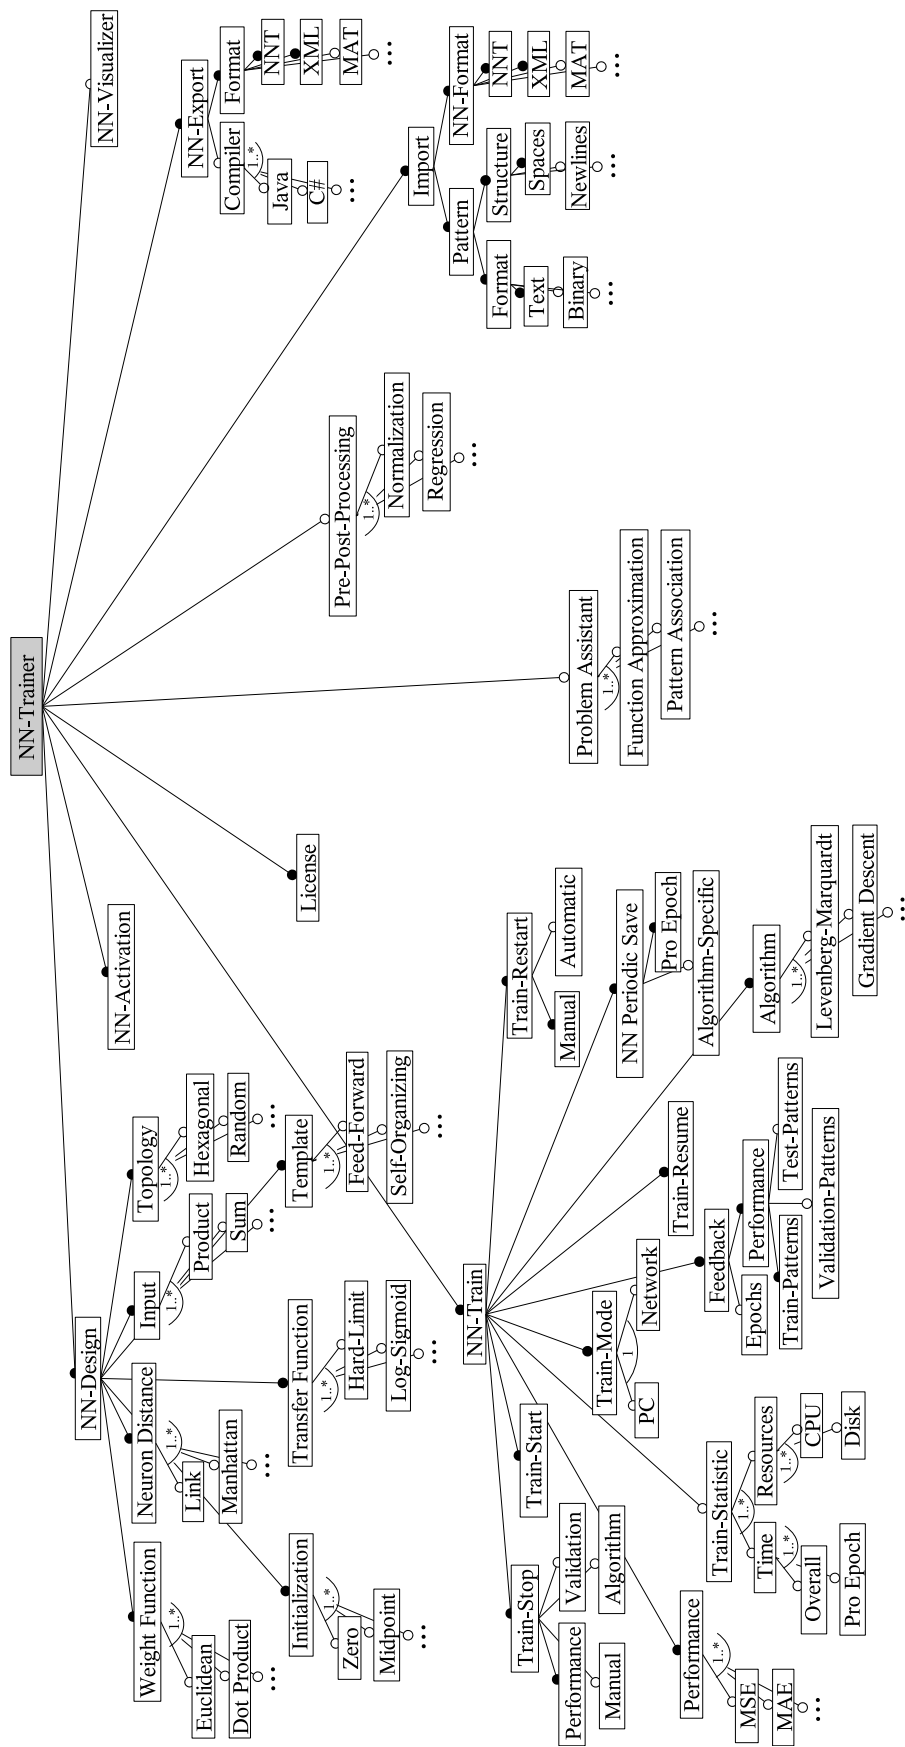 NN-Trainer
NN-Design
Weight Function
1..*
Euclidean
Dot Product
...
Neuron Distance
1..*
Link
Manhattan
...
Input
1..*
Product
Sum
...
Topology
1..*
Hexagonal
Random
...
Initialization
1..*
Zero
Midpoint
...
Transfer Function
1..*
Hard-Limit
Log-Sigmoid
...
Template
1..*
Feed-Forward
Self-Organizing
...
NN-Activation
NN-Train
Train-Stop
Performance
Manual
Validation
Algorithm
Train-Start
Train-Mode
1
PC
Network
Train-Resume
NN Periodic Save
Pro Epoch
Algorithm-Specific
Train-Restart
Manual
Automatic
Performance
1..*
MSE
MAE
...
Train-Statistic
1..*
Time
1..*
Overall
Pro Epoch
Resources
1..*
CPU
Disk
Feedback
Epochs
Performance
Train-Patterns
Validation-Patterns
Test-Patterns
Algorithm
1..*
Levenberg-Marquardt
Gradient Descent
...
License
Problem Assistant
1..*
Function Approximation
Pattern Association
...
Pre-Post-Processing
1..*
Normalization
Regression
...
Import
Pattern
Format
Text
Binary
...
Structure
Spaces
Newlines
...
NN-Format
NNT
XML
MAT
...
NN-Export
Compiler
1..*
Java
C#
...
Format
NNT
XML
MAT
...
NN-Visualizer